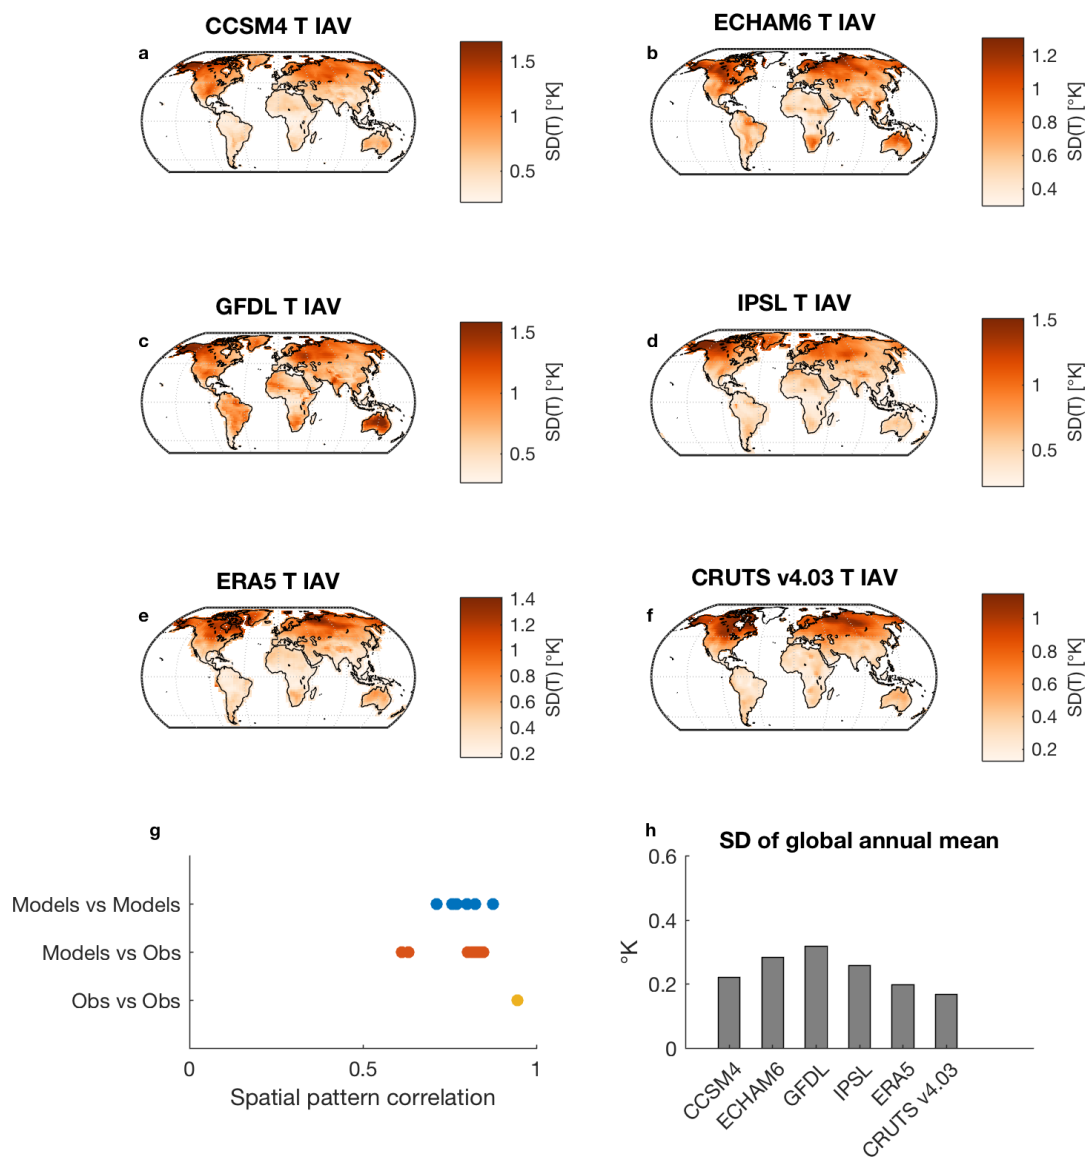 CCSM4 T IAV
a
1.5
1
0.5
SD(T) [°K]
ECHAM6 T IAV
b
1.2
1
0.8
0.6
0.4
SD(T) [°K]
GFDL T IAV
c
1.5
1
0.5
SD(T) [°K]
IPSL T IAV
d
1.5
1
0.5
SD(T) [°K]
ERA5 T IAV
e
1.4
1.2
1
0.8
0.6
0.4
0.2
SD(T) [°K]
CRUTS v4.03 T IAV
f
1
0.8
0.6
0.4
0.2
SD(T) [°K]
g
Models vs Models
Models vs Obs
Obs vs Obs
0
0.5
1
Spatial pattern correlation
h
SD of global annual mean
0.6
0.4
0.2
0
°K
CCSM4
ECHAM6
GFDL
IPSL
ERA5
CRUTS v4.03